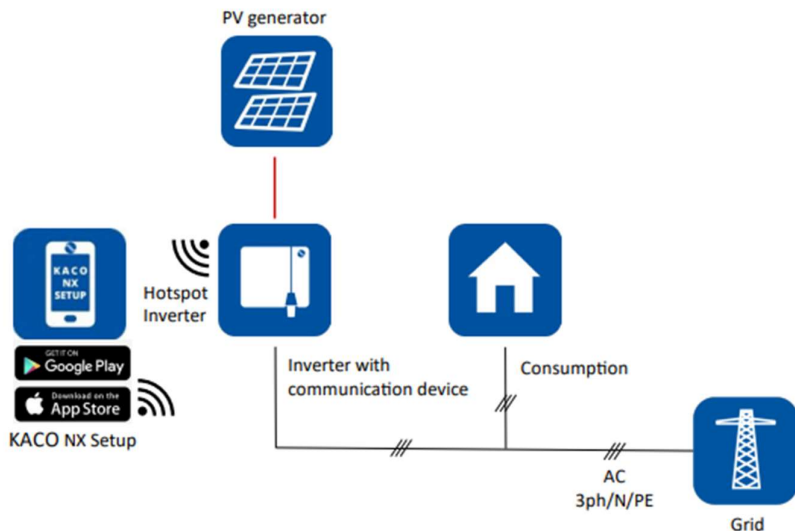 PV generator
KACO
NX
SETUP
Hotspot
Inverter
GET IT ON
Google Play
Download on the
App Store
KACO NX Setup
Inverter with
communication device
Consumption
AC
3ph/N/PE
Grid